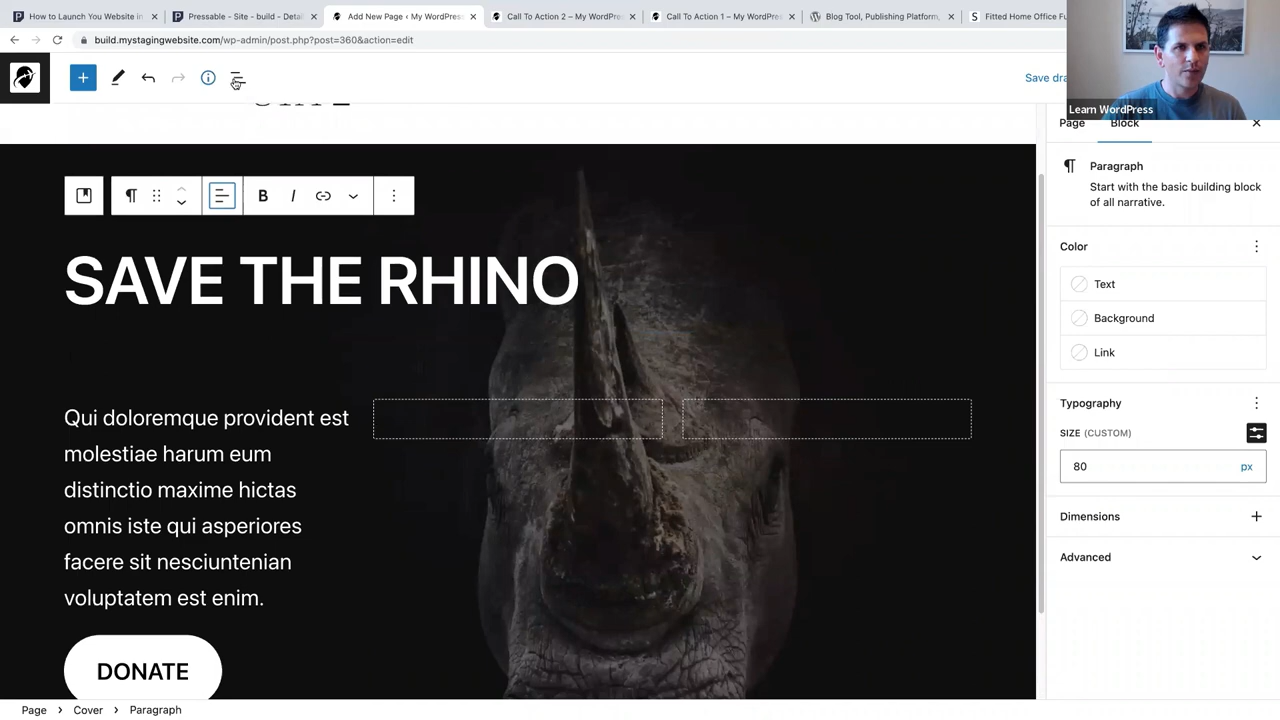 How to Launch You Website in
Pressable - Site - build - Detai
Add New Page ‹ My WordPress
Call To Action 2 – My WordPre
Call To Action 1 – My WordPre
Blog Tool, Publishing Platform,
Fitted Home Office Fu
build.mystagingwebsite.com/wp-admin/post.php?post=360&action=edit
Save dra
Learn WordPress
Page
Block
Paragraph
Start with the basic building block
of all narrative.
Color
Text
Background
Link
Typography
SIZE (CUSTOM)
80
px
Dimensions
Advanced
B
I
SAVE THE RHINO
Qui doloremque provident est
molestiae harum eum
distinctio maxime hictas
omnis iste qui asperiores
facere sit nesciuntenian
voluptatem est enim.
DONATE
Page
Cover
Paragraph